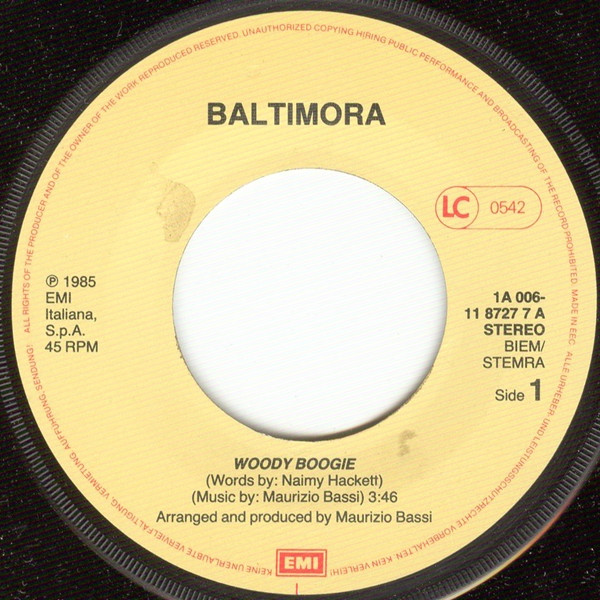 BALTIMORA
LC 0542
℗ 1985
EMI
Italiana,
S.p.A.
45 RPM
1A 006-
11 8727 7 A
STEREO
BIEM/
STEMRA
Side 1
WOODY BOOGIE
(Words by: Naimy Hackett)
(Music by: Maurizio Bassi) 3:46
Arranged and produced by Maurizio Bassi
EMI
ALL RIGHTS OF THE PRODUCER AND OF THE OWNER OF THE WORK REPRODUCED RESERVED. UNAUTHORIZED COPYING HIRING PUBLIC PERFORMANCE AND BROADCASTING OF THE RECORD PROHIBITED. MADE IN EEC. ALLE URHEBER- UND LEISTUNGSSCHUTZRECHTE VORBEHALTEN. KEIN VERLEIH! KEINE UNERLAUBTE VERVIELFÄLTIGUNG, VERMIETUNG, AUFFÜHRUNG, SENDUNG!